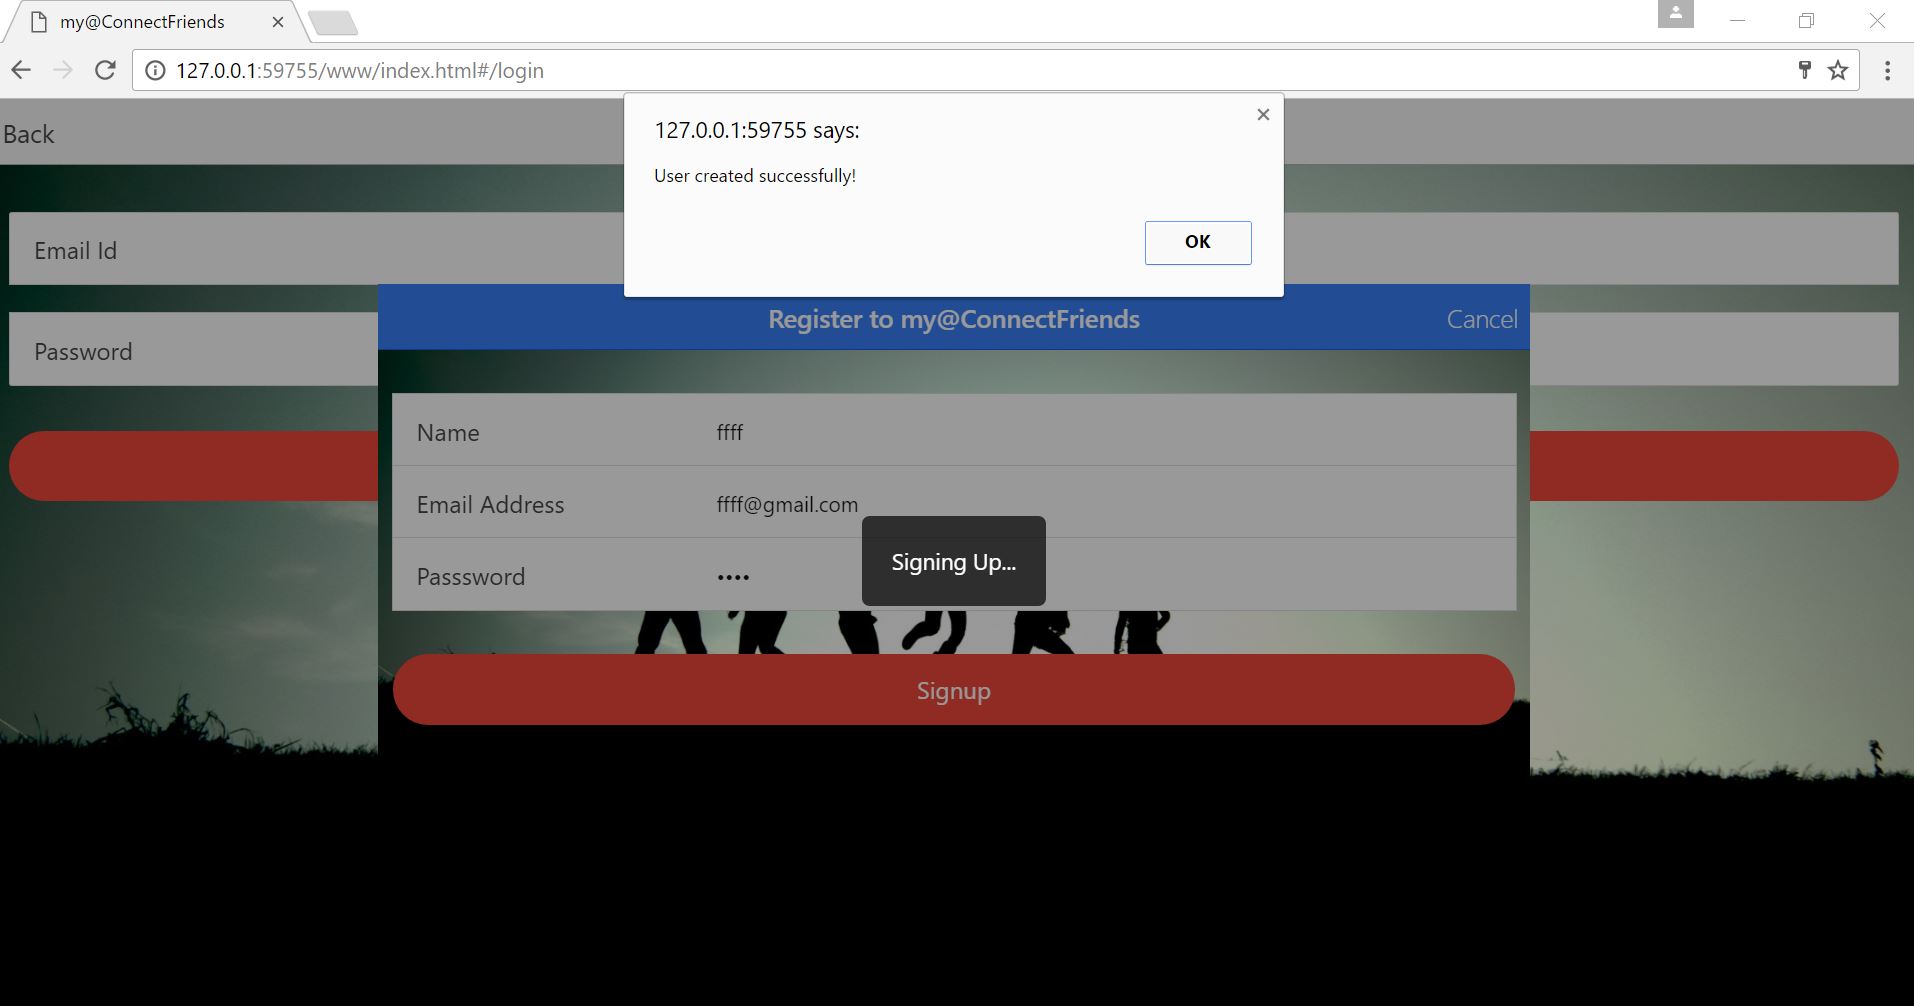 my@ConnectFriends
127.0.0.1:59755/www/index.html#/login
127.0.0.1:59755 says:
User created successfully!
OK
Back
Email Id
Password
Register to my@ConnectFriends
Cancel
Name
ffff
Email Address
ffff@gmail.com
Passsword
••••
Signing Up...
Signup